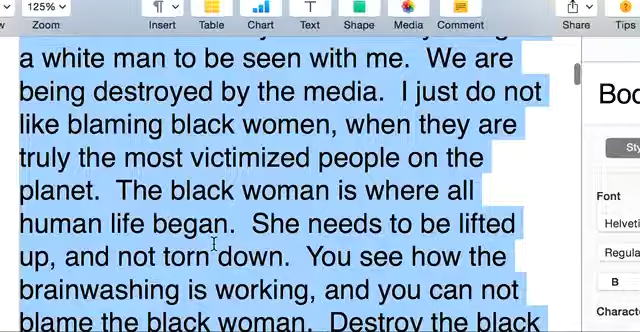 125%
Insert Table Chart Text Shape Media Comment Share Tips
a white man to be seen with me. We are
being destroyed by the media. I just do not
like blaming black women, when they are
truly the most victimized people on the
planet. The black woman is where all
human life began. She needs to be lifted
up, and not torn down. You see how the
brainwashing is working, and you can not
blame the black woman. Destroy the black
Font
B